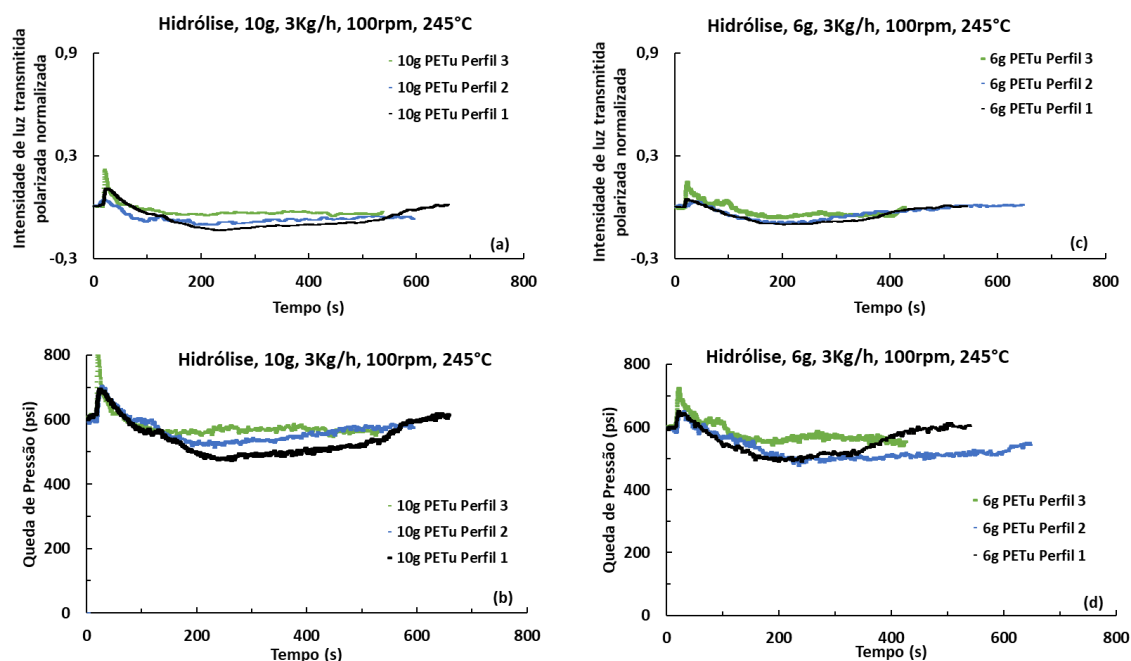 Hidrólise, 10g, 3Kg/h, 100rpm, 245°C
Intensidade de luz transmitida
polarizada normalizada
0,9
0,3
-0,3
10g PETu Perfil 3
10g PETu Perfil 2
10g PETu Perfil 1
(a)
0
200
400
600
800
Tempo (s)
Hidrólise, 6g, 3Kg/h, 100rpm, 245°C
Intensidade de luz transmitida
polarizada normalizada
0,9
0,3
-0,3
6g PETu Perfil 3
6g PETu Perfil 2
6g PETu Perfil 1
(c)
0
200
400
600
800
Tempo (s)
Hidrólise, 10g, 3Kg/h, 100rpm, 245°C
Queda de Pressão (psi)
800
600
400
200
0
10g PETu Perfil 3
10g PETu Perfil 2
10g PETu Perfil 1
(b)
0
200
400
600
800
Tempo (s)
Hidrólise, 6g, 3Kg/h, 100rpm, 245°C
Queda de Pressão (psi)
800
600
400
200
0
6g PETu Perfil 3
6g PETu Perfil 2
6g PETu Perfil 1
(d)
0
200
400
600
800
Tempo (s)